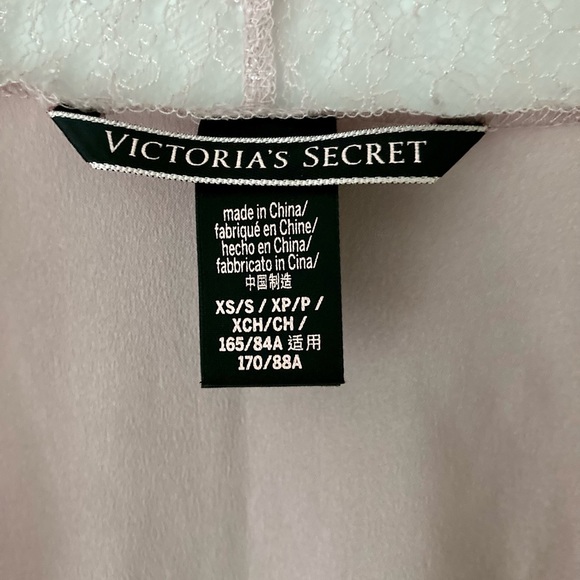 VICTORIA'S SECRET
made in China/
fabriqué en Chine/
hecho en China/
fabbricato in Cina/
中国制造
XS/S / XP/P /
XCH/CH /
165/84A 适用
170/88A